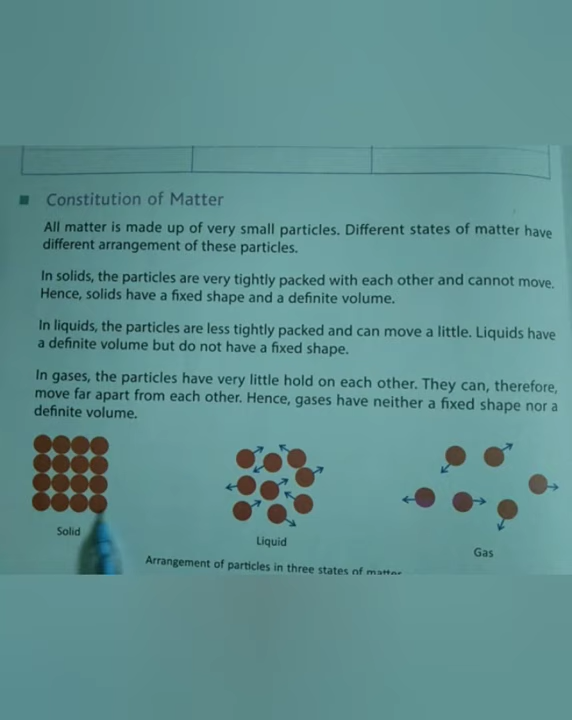 Constitution of Matter
All matter is made up of very small particles. Different states of matter have
different arrangement of these particles.
In solids, the particles are very tightly packed with each other and cannot move.
Hence, solids have a fixed shape and a definite volume.
In liquids, the particles are less tightly packed and can move a little. Liquids have
a definite volume but do not have a fixed shape.
In gases, the particles have very little hold on each other. They can, therefore,
move far apart from each other. Hence, gases have neither a fixed shape nor a
definite volume.
Solid
Liquid
Gas
Arrangement of particles in three states of matter